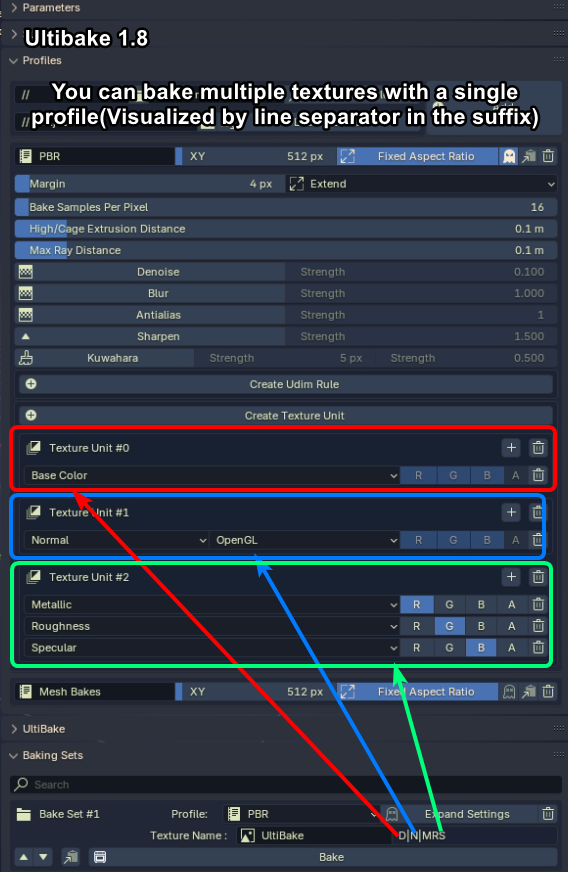 Parameters
Ultibake 1.8
Profiles
//
You can bake multiple textures with a single
profile(Visualized by line separator in the suffix)
//
PBR XY 512 px Fixed Aspect Ratio
Margin 4 px Extend
Bake Samples Per Pixel 16
High/Cage Extrusion Distance 0.1 m
Max Ray Distance 0.1 m
Denoise Strength 0.100
Blur Strength 1.000
Antialias Strength 1
Sharpen Strength 1.500
Kuwahara Strength 5 px Strength 0.500
Create Udim Rule
Create Texture Unit
Texture Unit #0
Base Color R G B A
Texture Unit #1
Normal OpenGL R G B A
Texture Unit #2
Metallic R G B A
Roughness R G B A
Specular R G B A
Mesh Bakes XY 512 px Fixed Aspect Ratio
UltiBake
Baking Sets
Search
Bake Set #1 Profile: PBR Expand Settings
Texture Name : UltiBake D|N|MRS
Bake